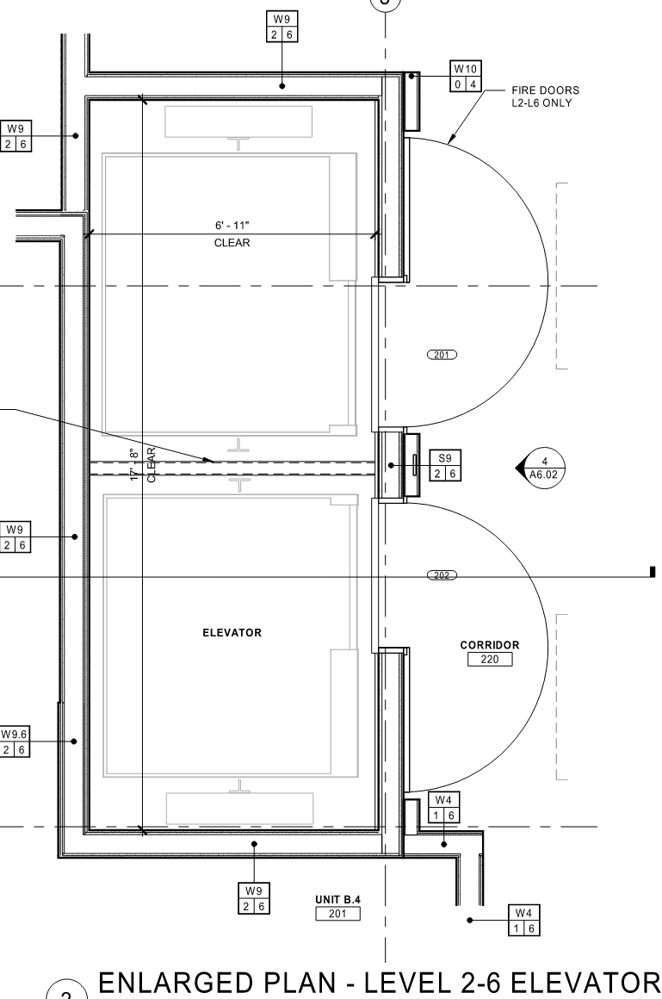 W9
2 6
W10
0 4
FIRE DOORS
L2-L6 ONLY
W9
2 6
6' - 11"
CLEAR
201
17' - 8"
CLEAR
S9
2 6
4
A6.02
W9
2 6
202
ELEVATOR
CORRIDOR
220
W9.6
2 6
W4
1 6
W9
2 6
UNIT B.4
201
W4
1 6
ENLARGED PLAN - LEVEL 2-6 ELEVATOR